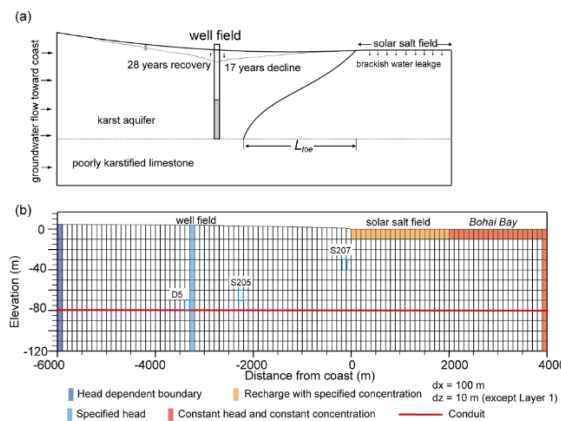 (a)
well field
solar salt field
28 years recovery
17 years decline
brackish water leakge
groundwater flow toward coast
karst aquifer
Ltoe
poorly karstified limestone
(b)
well field
solar salt field
Bohai Bay
0
S207
-40
S205
D5
-80
-120
Elevation (m)
-6000
-4000
-2000
0
2000
4000
Distance from coast (m)
dx = 100 m
dz = 10 m (except Layer 1)
Head dependent boundary
Recharge with specified concentration
Specified head
Constant head and constant concentration
Conduit